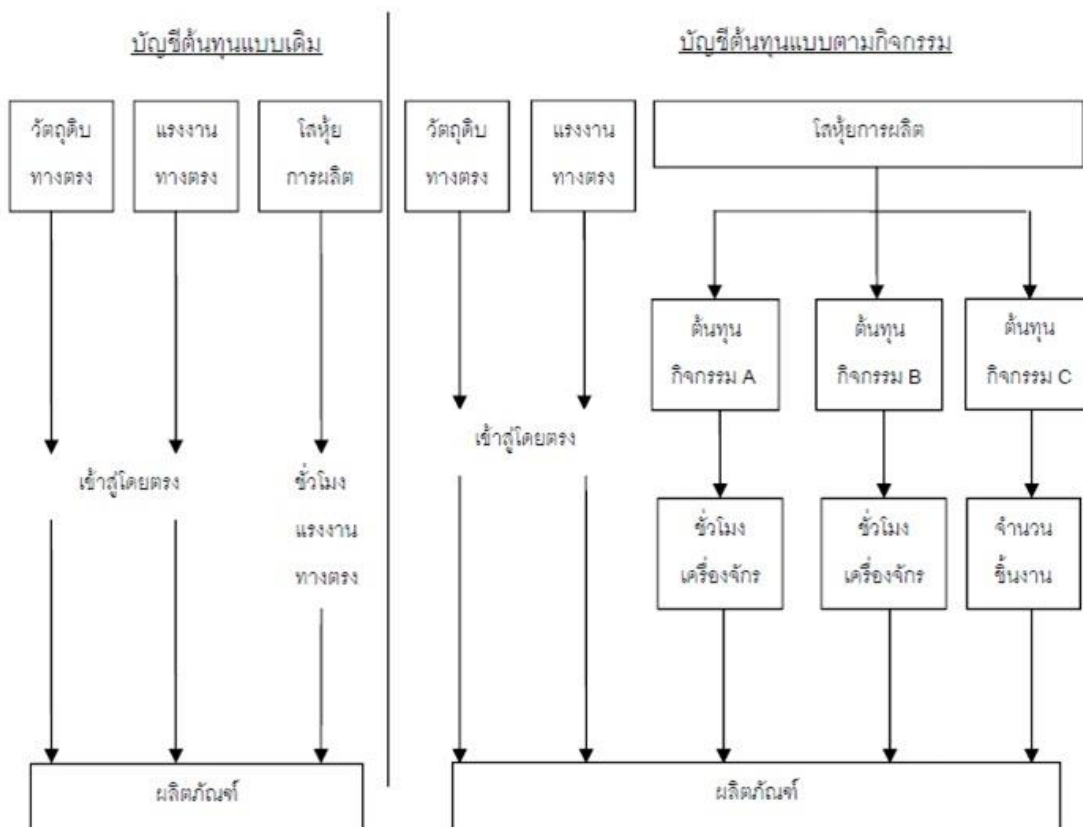 บัญชีต้นทุนแบบเดิม
วัตถุดิบ
ทางตรง
แรงงาน
ทางตรง
โสหุ้ย
การผลิต
เข้าสู่โดยตรง
ชั่วโมง
แรงงาน
ทางตรง
ผลิตภัณฑ์
บัญชีต้นทุนแบบตามกิจกรรม
วัตถุดิบ
ทางตรง
แรงงาน
ทางตรง
โสหุ้ยการผลิต
ต้นทุน
กิจกรรม A
ต้นทุน
กิจกรรม B
ต้นทุน
กิจกรรม C
เข้าสู่โดยตรง
ชั่วโมง
เครื่องจักร
ชั่วโมง
เครื่องจักร
จำนวน
ชิ้นงาน
ผลิตภัณฑ์